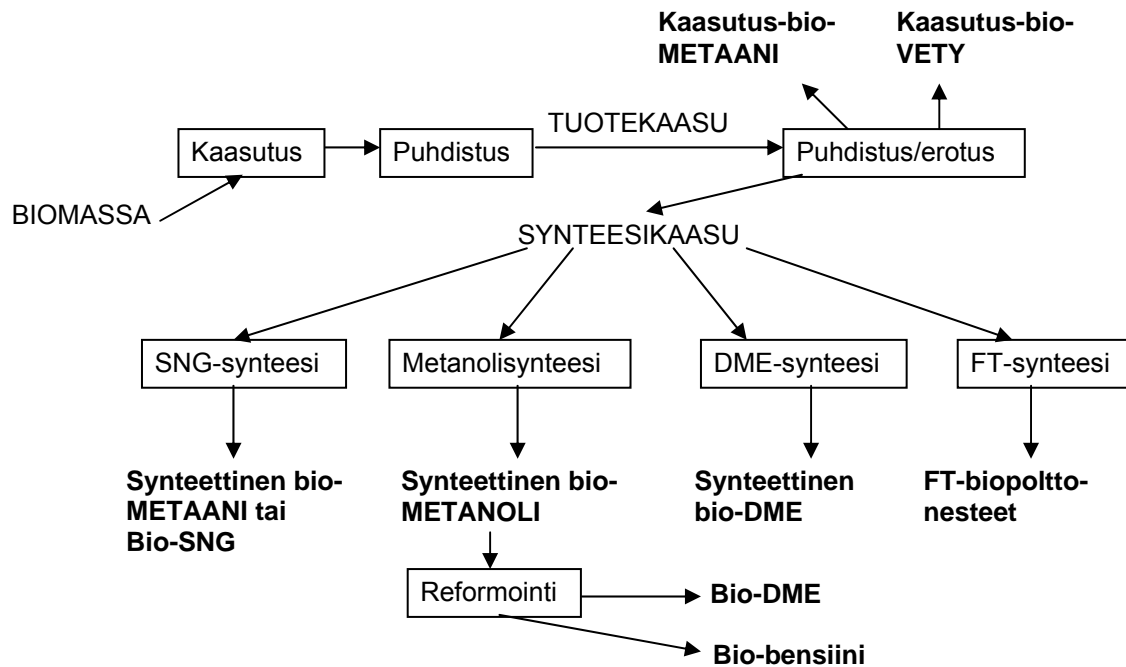 Kaasutus-bio-
METAANI
Kaasutus-bio-
VETY
TUOTEKAASU
Kaasutus
Puhdistus
Puhdistus/erotus
BIOMASSA
SYNTEESIKAASU
SNG-synteesi
Metanolisynteesi
DME-synteesi
FT-synteesi
Synteettinen bio-
METAANI tai
Bio-SNG
Synteettinen bio-
METANOLI
Synteettinen
bio-DME
FT-biopoltto-
nesteet
Reformointi
Bio-DME
Bio-bensiini